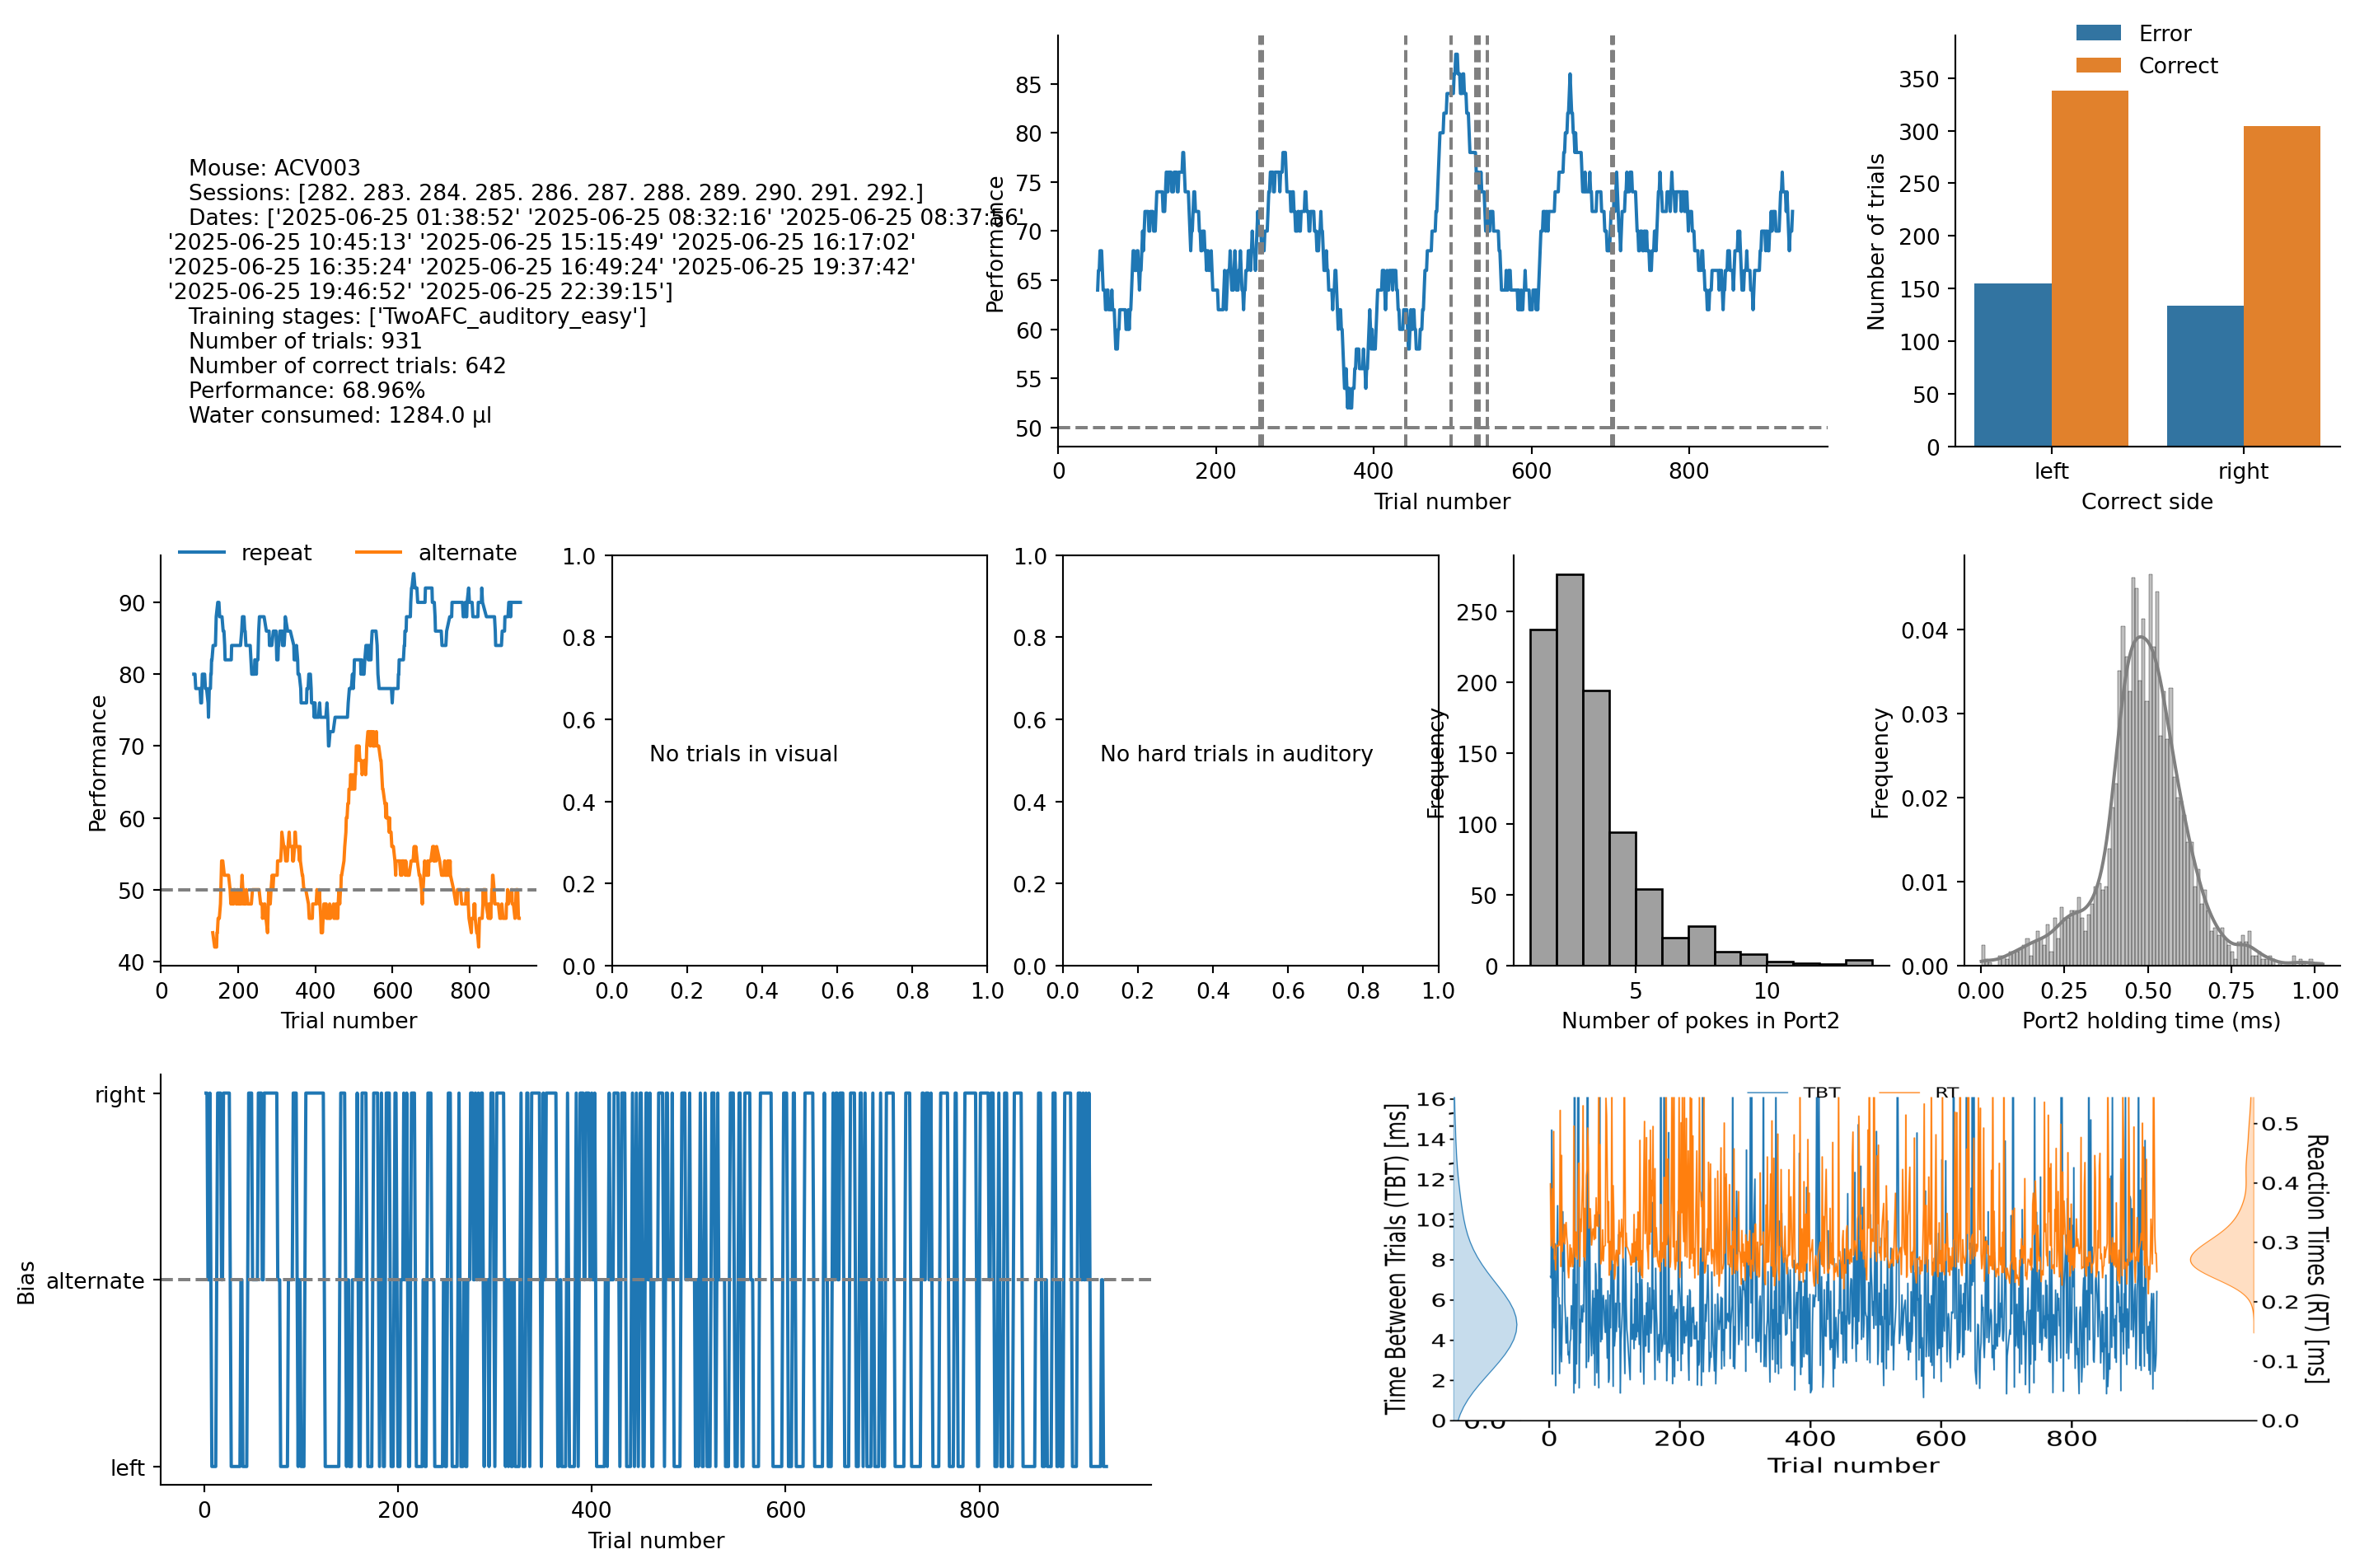 Mouse: ACV003
Sessions: [282. 283. 284. 285. 286. 287. 288. 289. 290. 291. 292.]
Dates: ['2025-06-25 01:38:52' '2025-06-25 08:32:16' '2025-06-25 08:37:56'
'2025-06-25 10:45:13' '2025-06-25 15:15:49' '2025-06-25 16:17:02'
'2025-06-25 16:35:24' '2025-06-25 16:49:24' '2025-06-25 19:37:42'
'2025-06-25 19:46:52' '2025-06-25 22:39:15']
Training stages: ['TwoAFC_auditory_easy']
Number of trials: 931
Number of correct trials: 642
Performance: 68.96%
Water consumed: 1284.0 µl
Performance
85
80
75
70
65
60
55
50
0 200 400 600 800
Trial number
Error
Correct
Number of trials
350
300
250
200
150
100
50
0
left right
Correct side
repeat alternate
Performance
90
80
70
60
50
40
0 200 400 600 800
Trial number
1.0
0.8
0.6
0.4
0.2
0.0
No trials in visual
0.0 0.2 0.4 0.6 0.8 1.0
1.0
0.8
0.6
0.4
0.2
0.0
No hard trials in auditory
0.0 0.2 0.4 0.6 0.8 1.0
Frequency
250
200
150
100
50
0
5 10
Number of pokes in Port2
Frequency
0.04
0.03
0.02
0.01
0.00
0.00 0.25 0.50 0.75 1.00
Port2 holding time (ms)
Bias
right
alternate
left
0 200 400 600 800
Trial number
TBT RT
Time Between Trials (TBT) [ms]
16
14
12
10
8
6
4
2
0
0.0
0 200 400 600 800
Trial number
0.5
0.4
0.3
0.2
0.1
0.0
Reaction Times (RT) [ms]